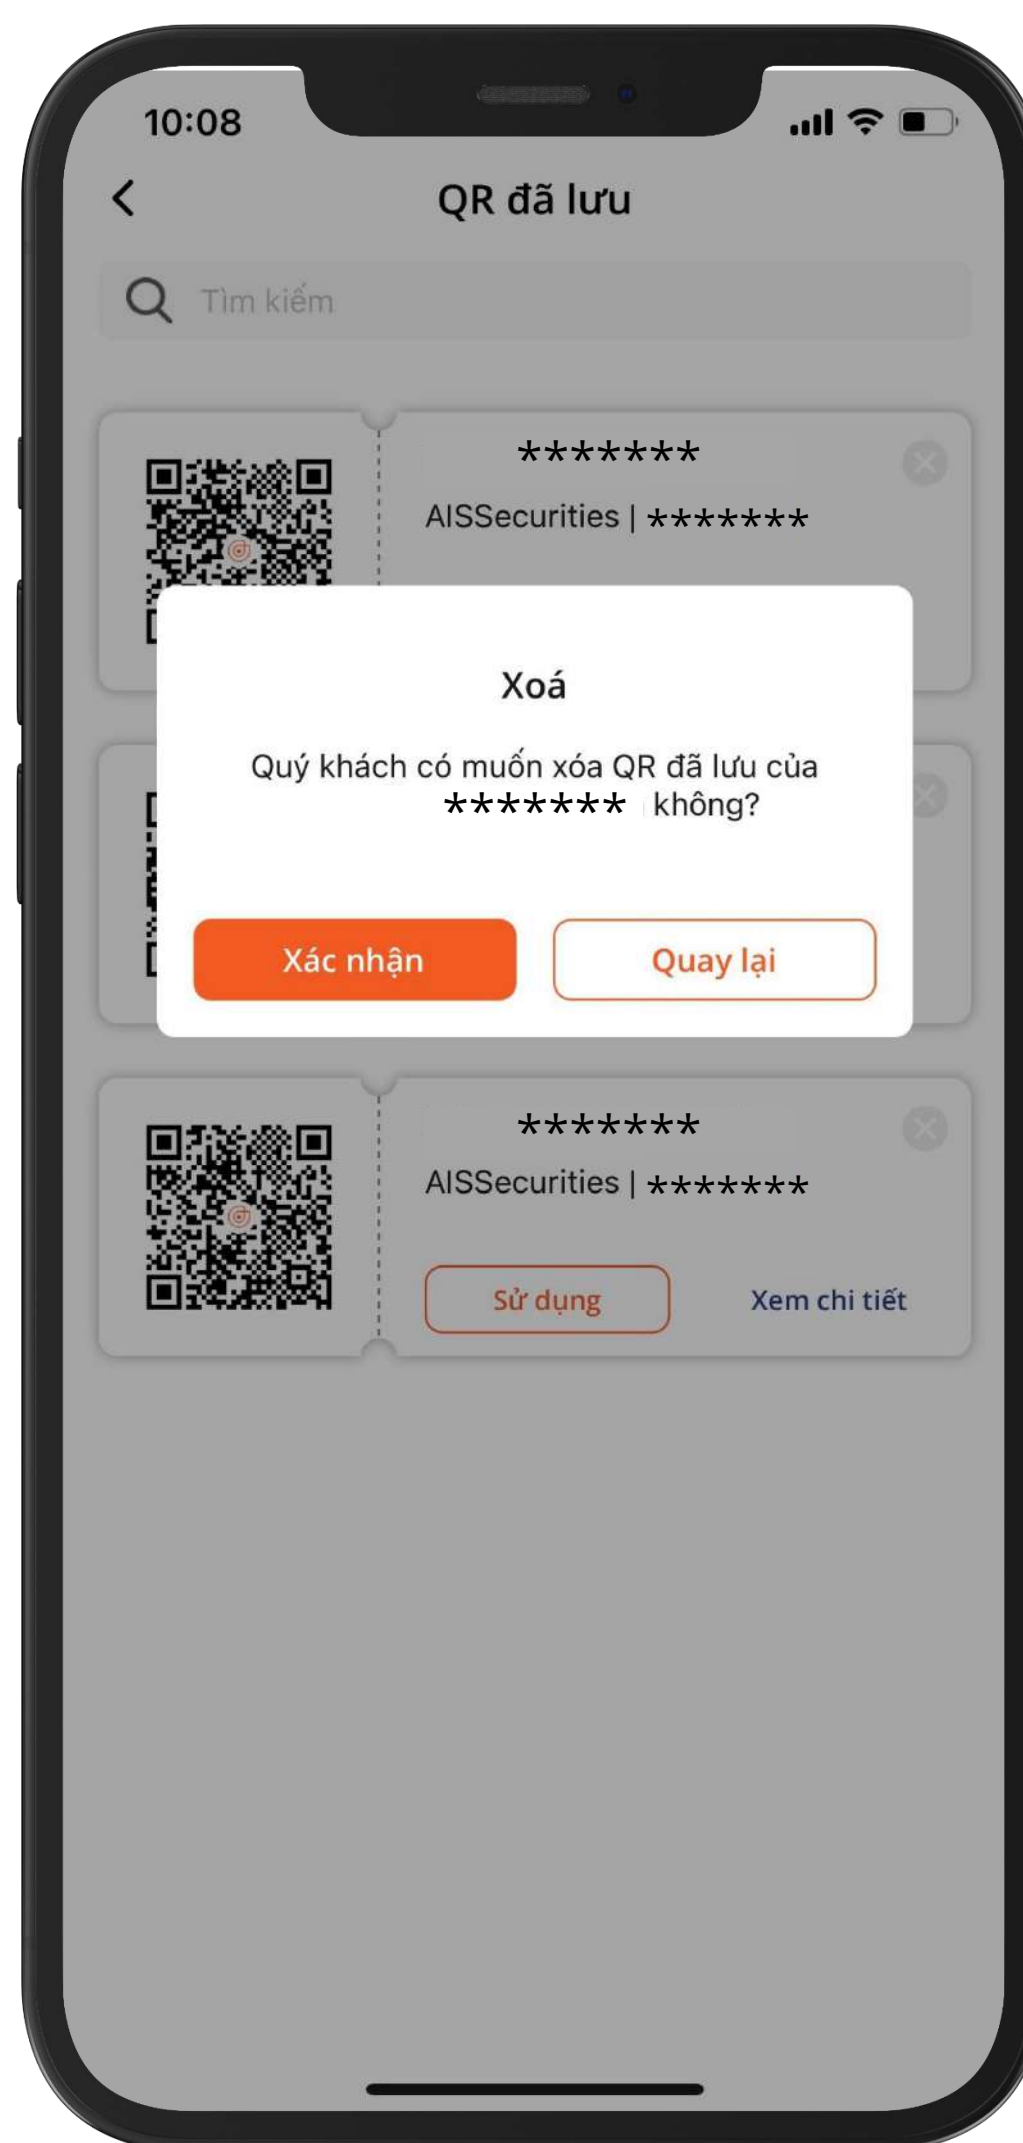 10:08
QR đã lưu
Tìm kiếm
*******
AISSecurities | *******
Xoá
Quý khách có muốn xóa QR đã lưu của
******* không?
Xác nhận
Quay lại
*******
AISSecurities | *******
Sử dụng
Xem chi tiết